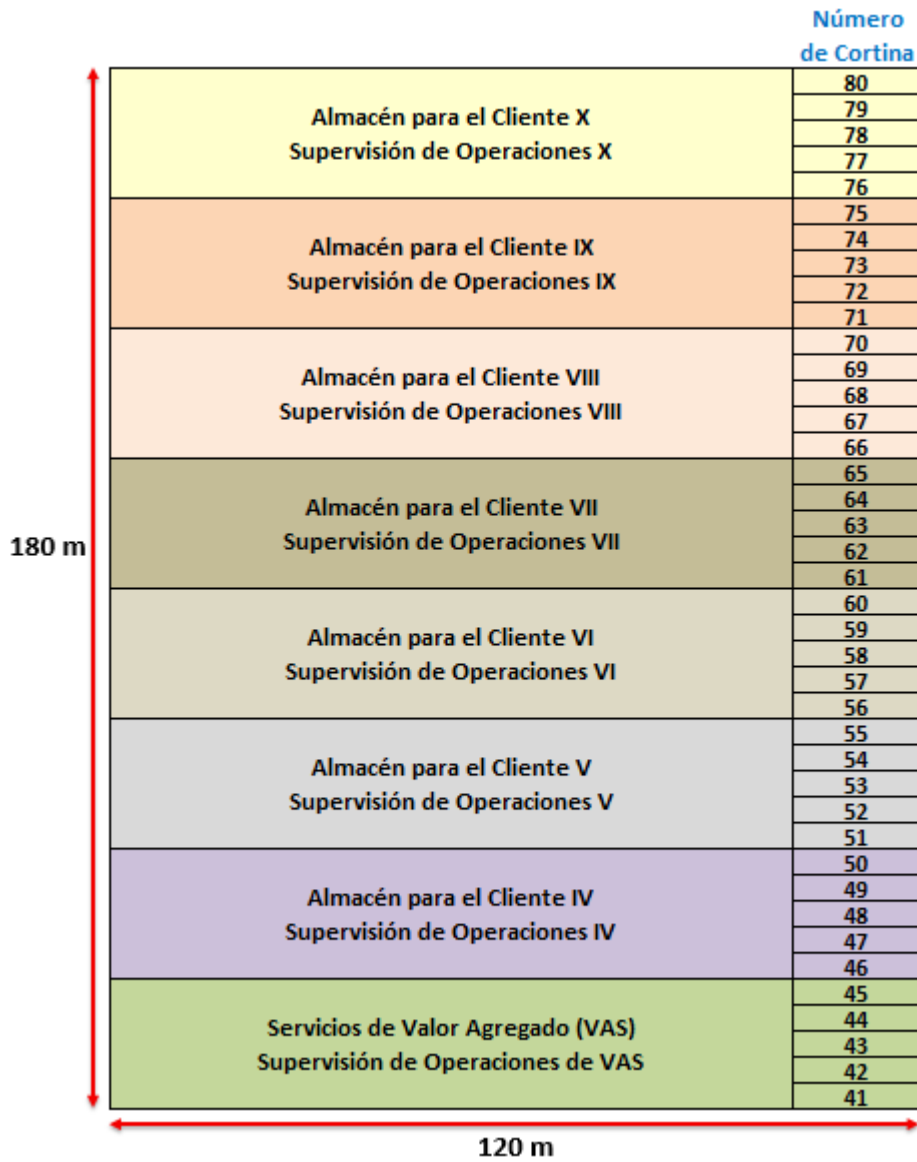 Número
de Cortina
80
Almacén para el Cliente X
79
Supervisión de Operaciones X
78
77
76
75
Almacén para el Cliente IX
74
Supervisión de Operaciones IX
73
72
71
70
Almacén para el Cliente VIII
69
Supervisión de Operaciones VIII
68
67
66
65
Almacén para el Cliente VII
64
Supervisión de Operaciones VII
63
180 m
62
61
60
Almacén para el Cliente VI
59
Supervisión de Operaciones VI
58
57
56
55
Almacén para el Cliente V
54
Supervisión de Operaciones V
53
52
51
50
Almacén para el Cliente IV
49
Supervisión de Operaciones IV
48
47
46
45
Servicios de Valor Agregado (VAS)
44
Supervisión de Operaciones de VAS
43
42
41
120 m